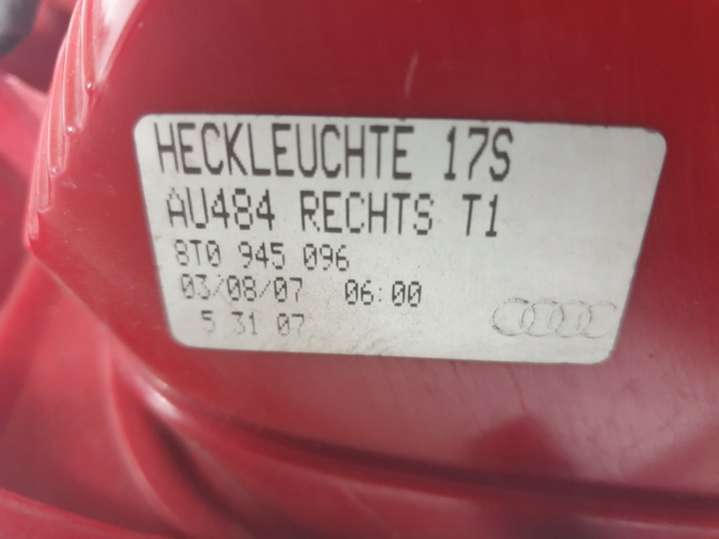 HECKLEUCHTE 17S
AU484 RECHTS T1
8T0 945 096
03/08/07 06:00
5 31 07